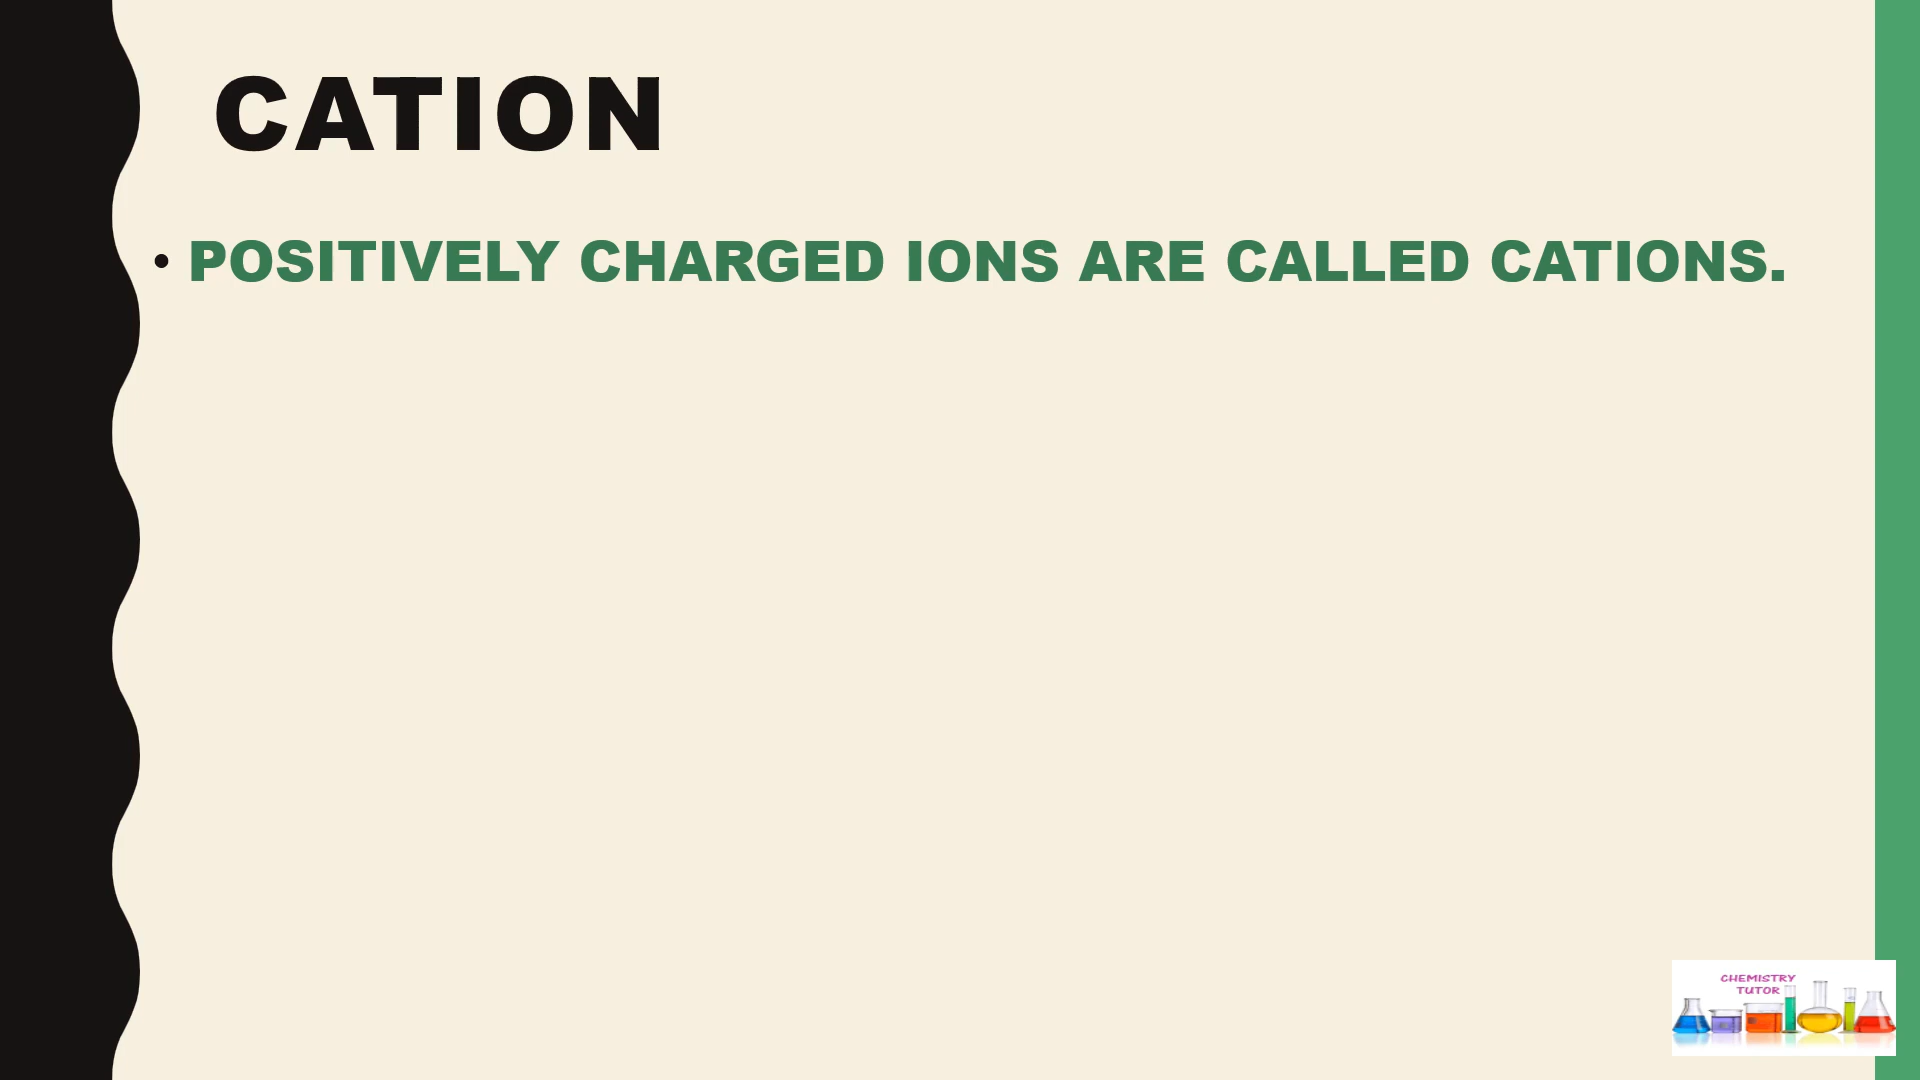 CATION
• POSITIVELY CHARGED IONS ARE CALLED CATIONS.
CHEMISTRY
TUTOR